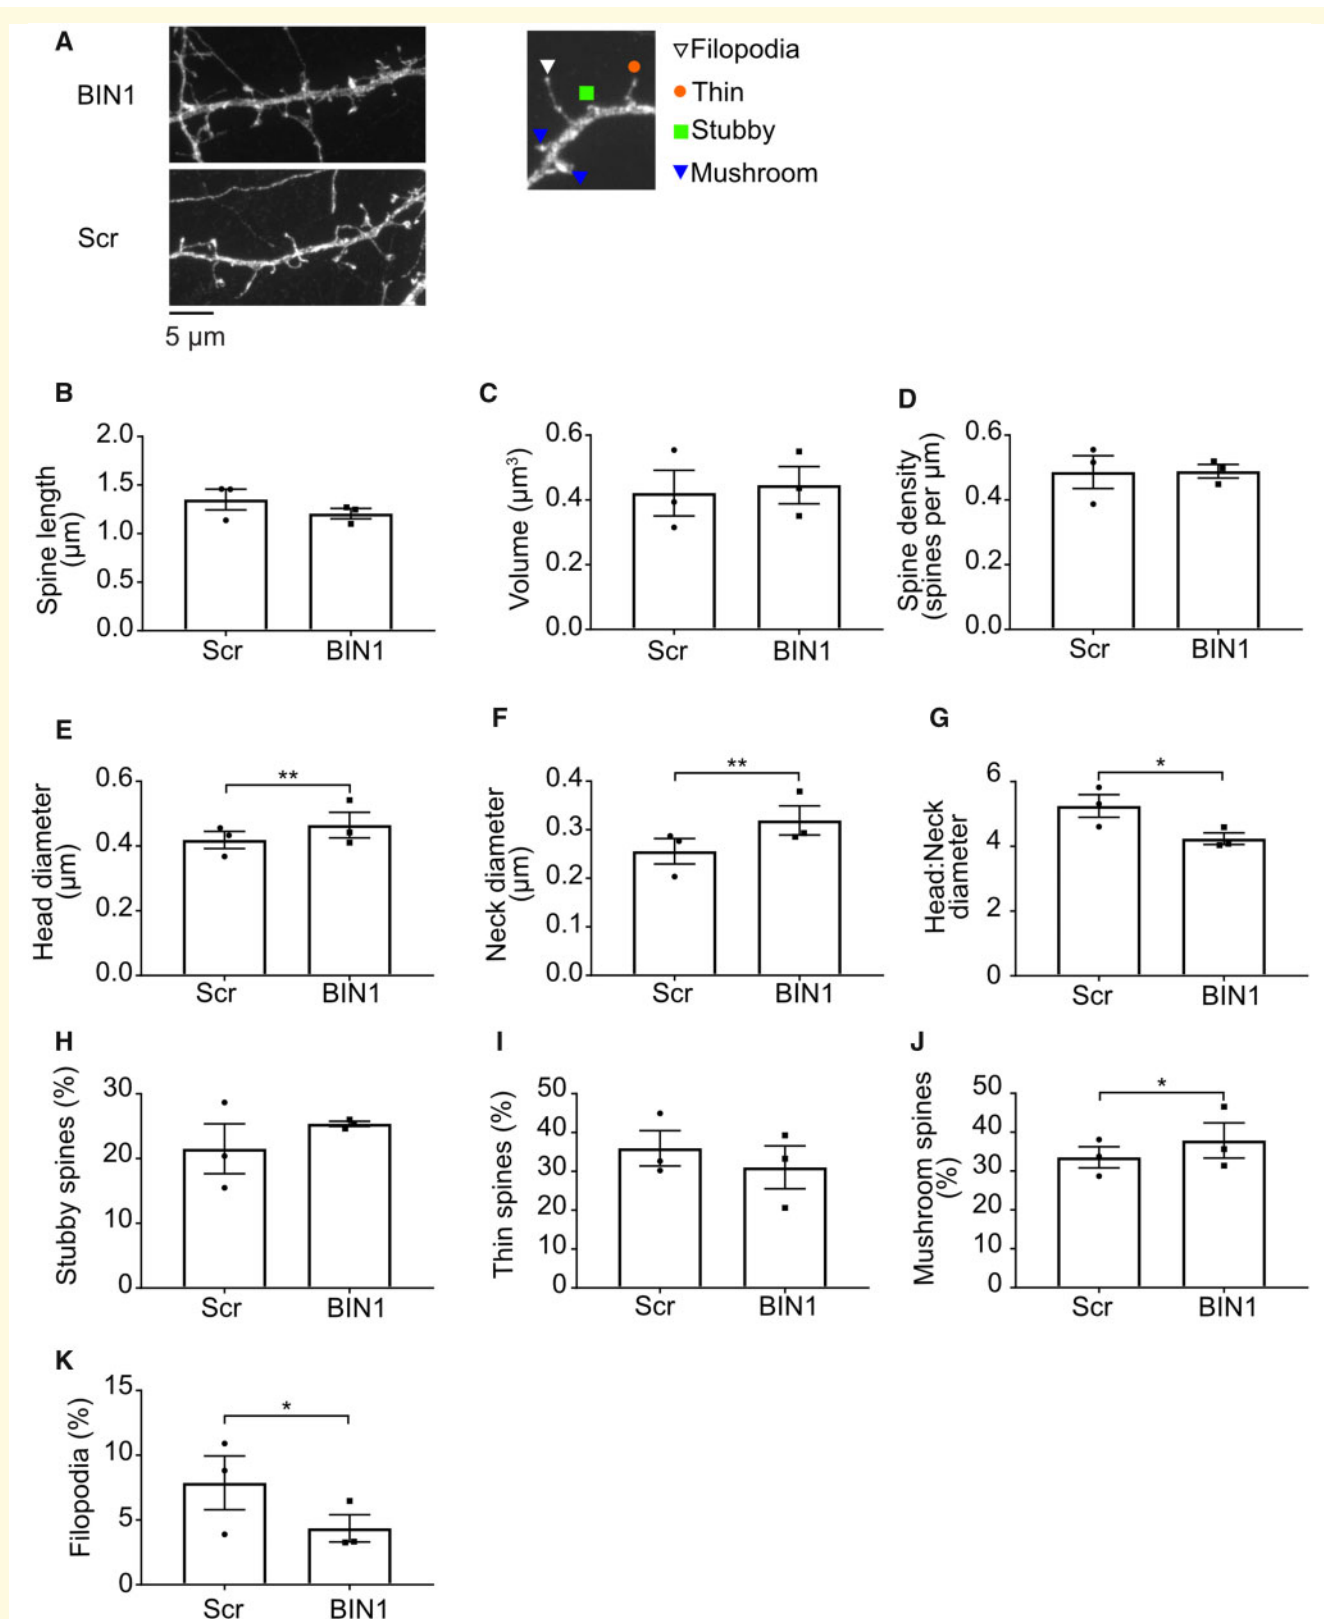 A
BIN1
Scr
5 µm
Filopodia
Thin
Stubby
Mushroom
B
Spine length
(µm)
2.0
1.5
1.0
0.5
0.0
Scr BIN1
C
Volume (µm³)
0.6
0.4
0.2
0.0
Scr BIN1
D
Spine density
(spines per µm)
0.6
0.4
0.2
0.0
Scr BIN1
E
Head diameter
(µm)
0.6
0.4
0.2
0.0
**
Scr BIN1
F
Neck diameter
(µm)
0.4
0.3
0.2
0.1
0.0
**
Scr BIN1
G
Head:Neck
diameter
6
4
2
0
*
Scr BIN1
H
Stubby spines (%)
30
20
10
0
Scr BIN1
I
Thin spines (%)
50
40
30
20
10
0
Scr BIN1
J
Mushroom spines
(%)
50
40
30
20
10
0
*
Scr BIN1
K
Filopodia (%)
15
10
5
0
*
Scr BIN1